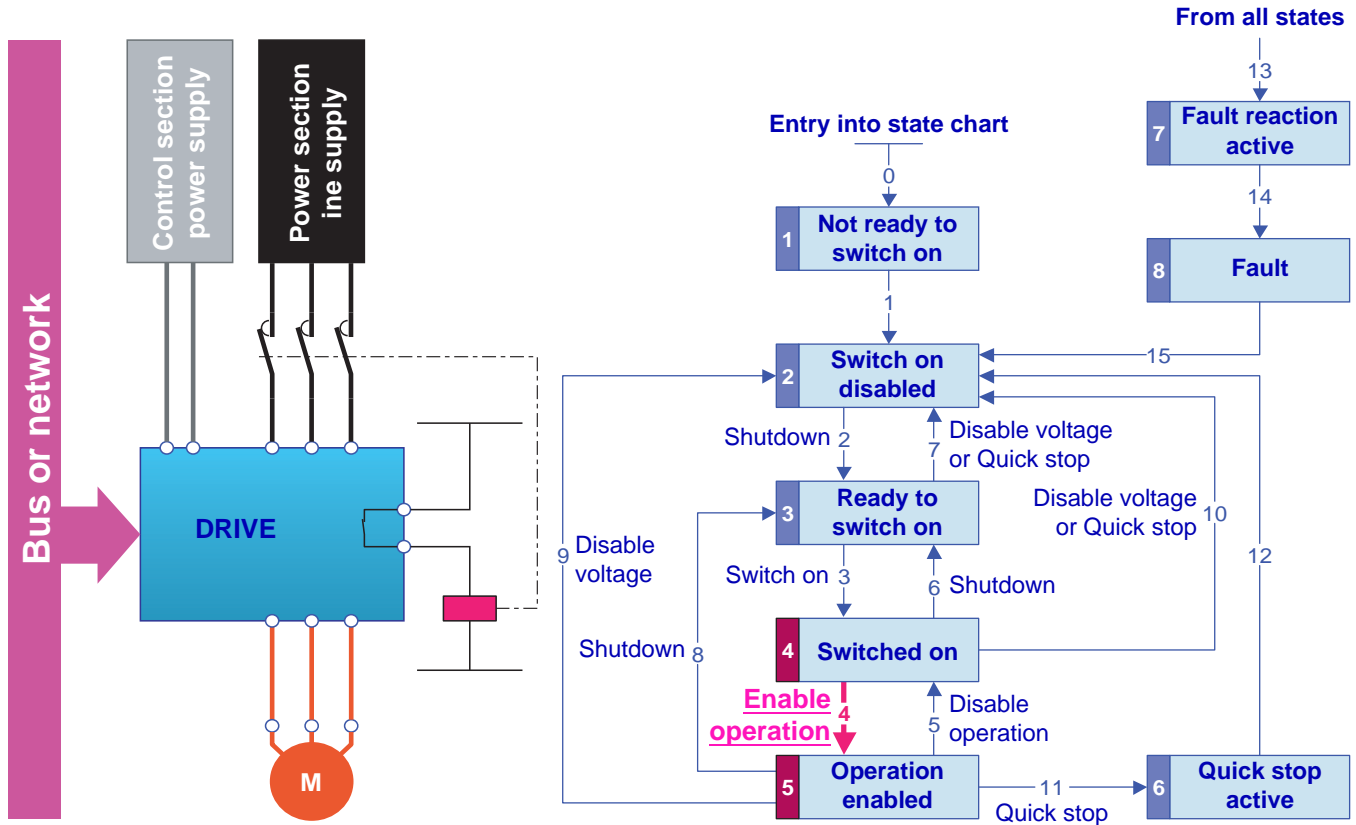 Bus or network
Control section
power supply
Power section
ine supply
DRIVE
M
From all states
13
7
Fault reaction
active
14
8
Fault
15
Entry into state chart
0
1
Not ready to
switch on
1
2
Switch on
disabled
Shutdown 2
7 Disable voltage
or Quick stop
3
Ready to
switch on
Disable voltage
or Quick stop
10
12
9 Disable
voltage
Switch on 3
6 Shutdown
4
Switched on
Shutdown 8
Enable
operation
4
5
Disable
operation
5
Operation
enabled
11
Quick stop
6
Quick stop
active